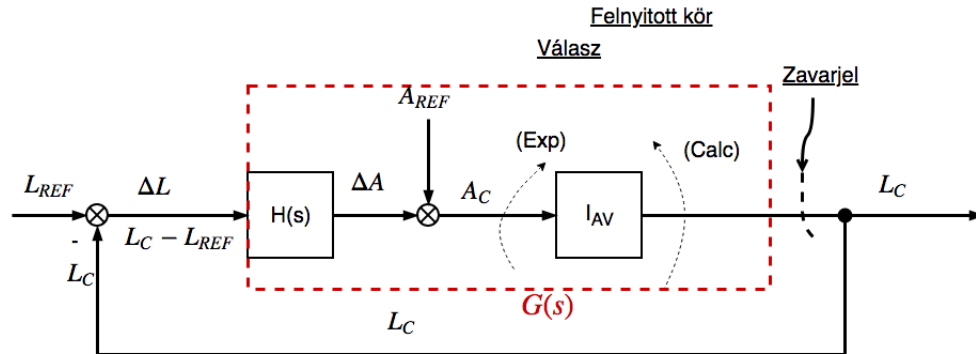 Felnyitott kör
Válasz
Zavarjel
A_REF
(Exp)
(Calc)
L_REF
ΔL
H(s)
ΔA
A_C
I_AV
L_C
L_C − L_REF
-
L_C
G(s)
L_C